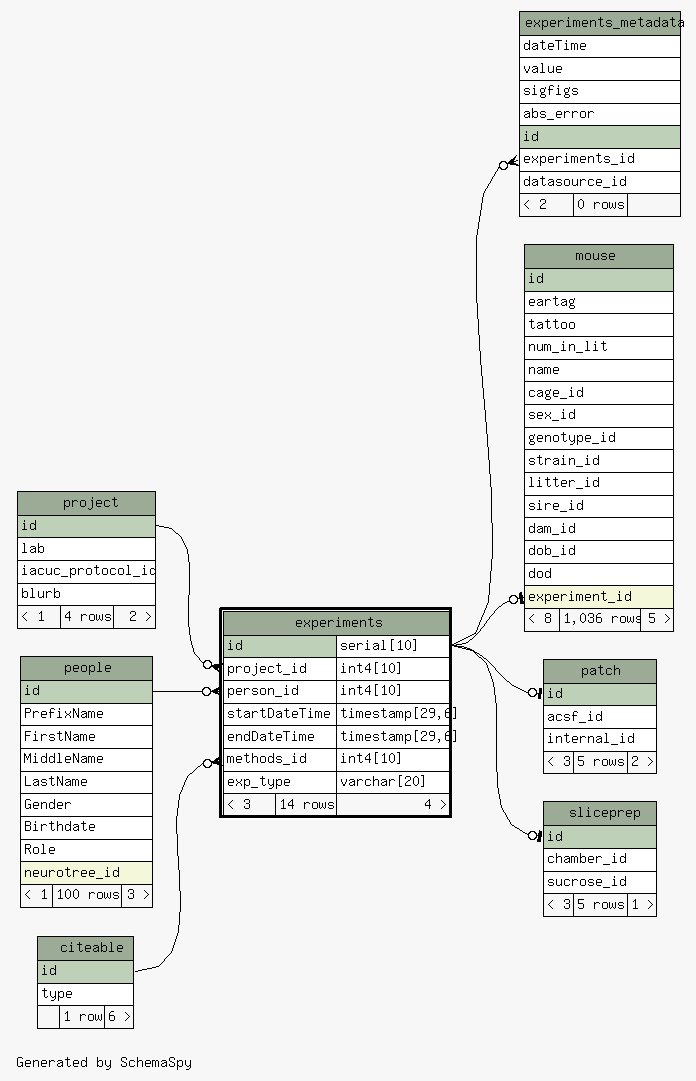 experiments_metadata
dateTime
value
sigfigs
abs_error
id
experiments_id
datasource_id
< 2 0 rows
mouse
id
eartag
tattoo
num_in_lit
name
cage_id
sex_id
genotype_id
strain_id
litter_id
sire_id
dam_id
dob_id
dod
experiment_id
< 8 1,036 rows 5 >
project
id
lab
iacuc_protocol_id
blurb
< 1 4 rows 2 >
experiments
id serial[10]
project_id int4[10]
person_id int4[10]
startDateTime timestamp[29,6]
endDateTime timestamp[29,6]
methods_id int4[10]
exp_type varchar[20]
< 3 14 rows 4 >
people
id
PrefixName
FirstName
MiddleName
LastName
Gender
Birthdate
Role
neurotree_id
< 1 100 rows 3 >
patch
id
acsf_id
internal_id
< 3 5 rows 2 >
sliceprep
id
chamber_id
sucrose_id
< 3 5 rows 1 >
citeable
id
type
1 row 6 >
Generated by SchemaSpy